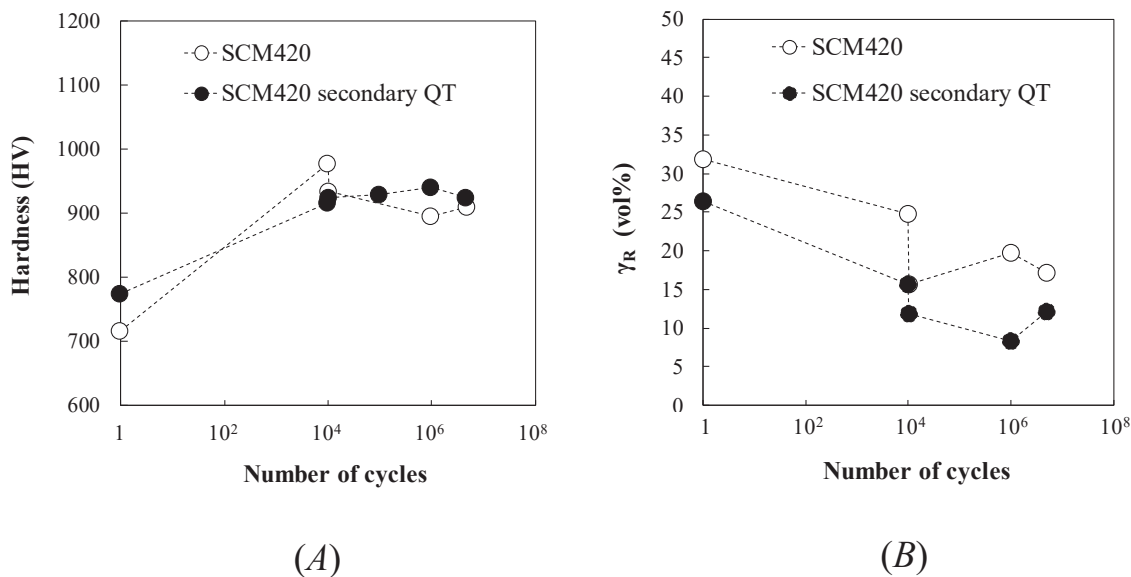 1200
1100
1000
900
800
700
600
Hardness (HV)
SCM420
SCM420 secondary QT
1 10² 10⁴ 10⁶ 10⁸
Number of cycles
(A)
50
45
40
35
30
25
20
15
10
5
0
γR (vol%)
SCM420
SCM420 secondary QT
1 10² 10⁴ 10⁶ 10⁸
Number of cycles
(B)